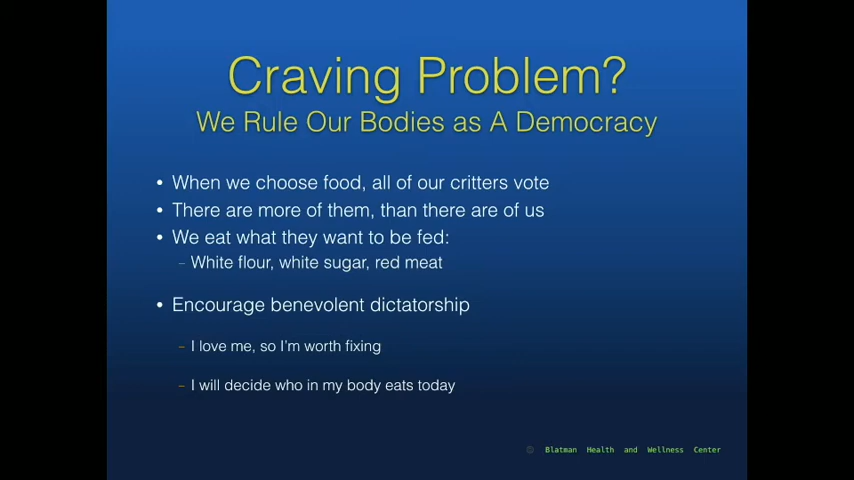 Craving Problem?
We Rule Our Bodies as A Democracy
• When we choose food, all of our critters vote
• There are more of them, than there are of us
• We eat what they want to be fed:
– White flour, white sugar, red meat
• Encourage benevolent dictatorship
– I love me, so I'm worth fixing
– I will decide who in my body eats today
Blatman Health and Wellness Center